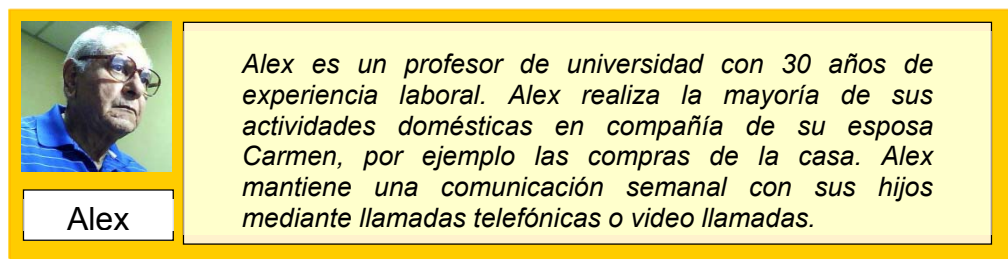 Alex es un profesor de universidad con 30 años de
experiencia laboral. Alex realiza la mayoría de sus
actividades domésticas en compañía de su esposa
Carmen, por ejemplo las compras de la casa. Alex
mantiene una comunicación semanal con sus hijos
mediante llamadas telefónicas o video llamadas.
Alex